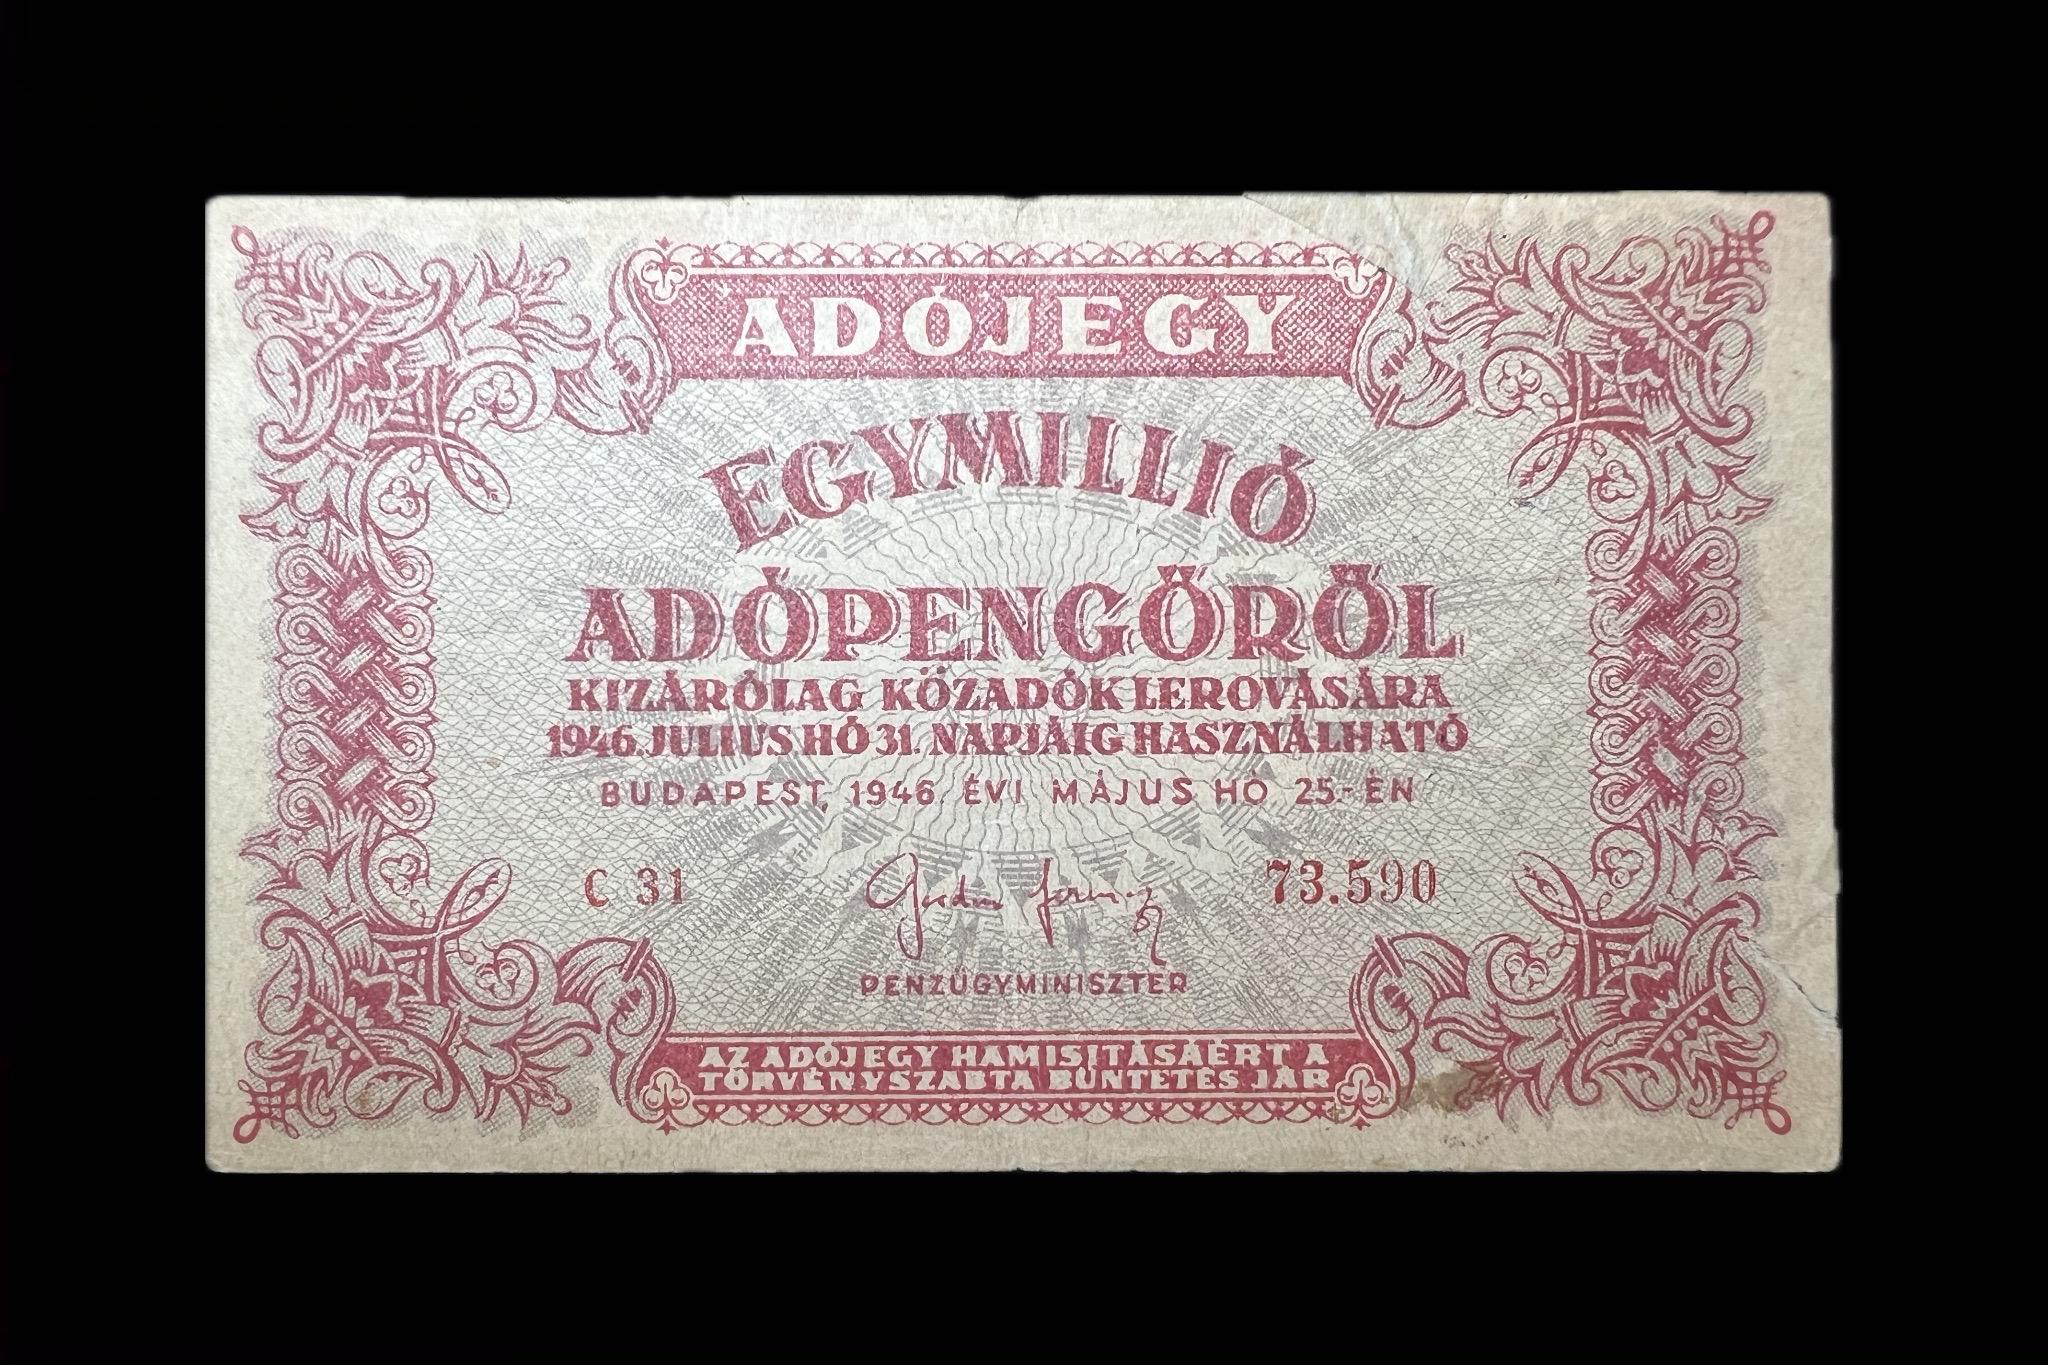 ADÓJEGY
EGYMILLIÓ
ADÓPENGŐRŐL
KIZÁRÓLAG KÖZADÓK LEROVÁSÁRA
1946. JULIUS HÓ 31. NAPJÁIG HASZNÁLHATÓ
BUDAPEST, 1946. ÉVI MÁJUS HÓ 25.-ÉN
C 31 73.590
PÉNZÜGYMINISZTER
AZ ADÓJEGY HAMISITÁSÁÉRT A
TÖRVÉNYSZABTA BÜNTETÉS JÁR